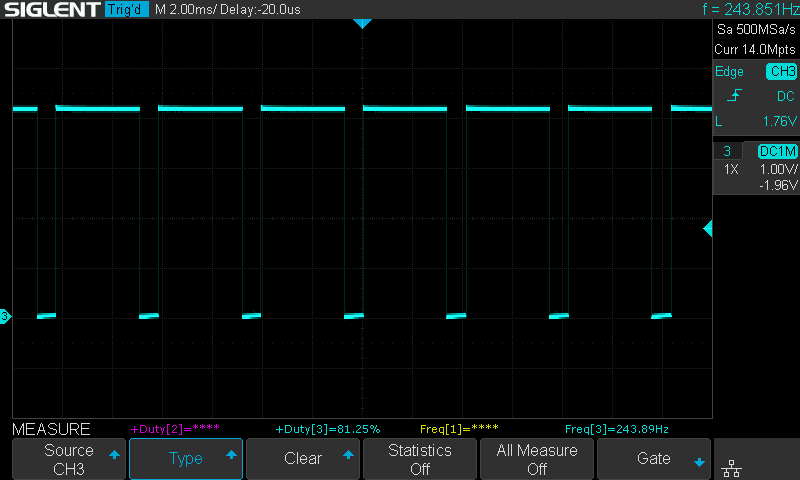 SIGLENT Trig'd M 2.00ms/ Delay:-20.0us f = 243.851Hz
Sa 500MSa/s
Curr 14.0Mpts
Edge CH3
DC
L 1.76V
3 DC1M
1X 1.00V/
-1.96V
3
MEASURE +Duty[2]=**** +Duty[3]=81.25% Freq[1]=**** Freq[3]=243.89Hz
Source
CH3
Type
Clear
Statistics
Off
All Measure
Off
Gate